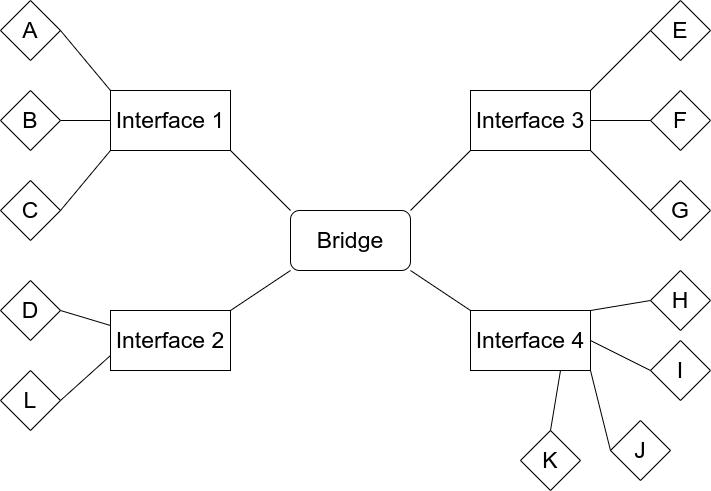 A
E
B
Interface 1
Interface 3
F
C
G
Bridge
D
H
Interface 2
Interface 4
I
L
J
K